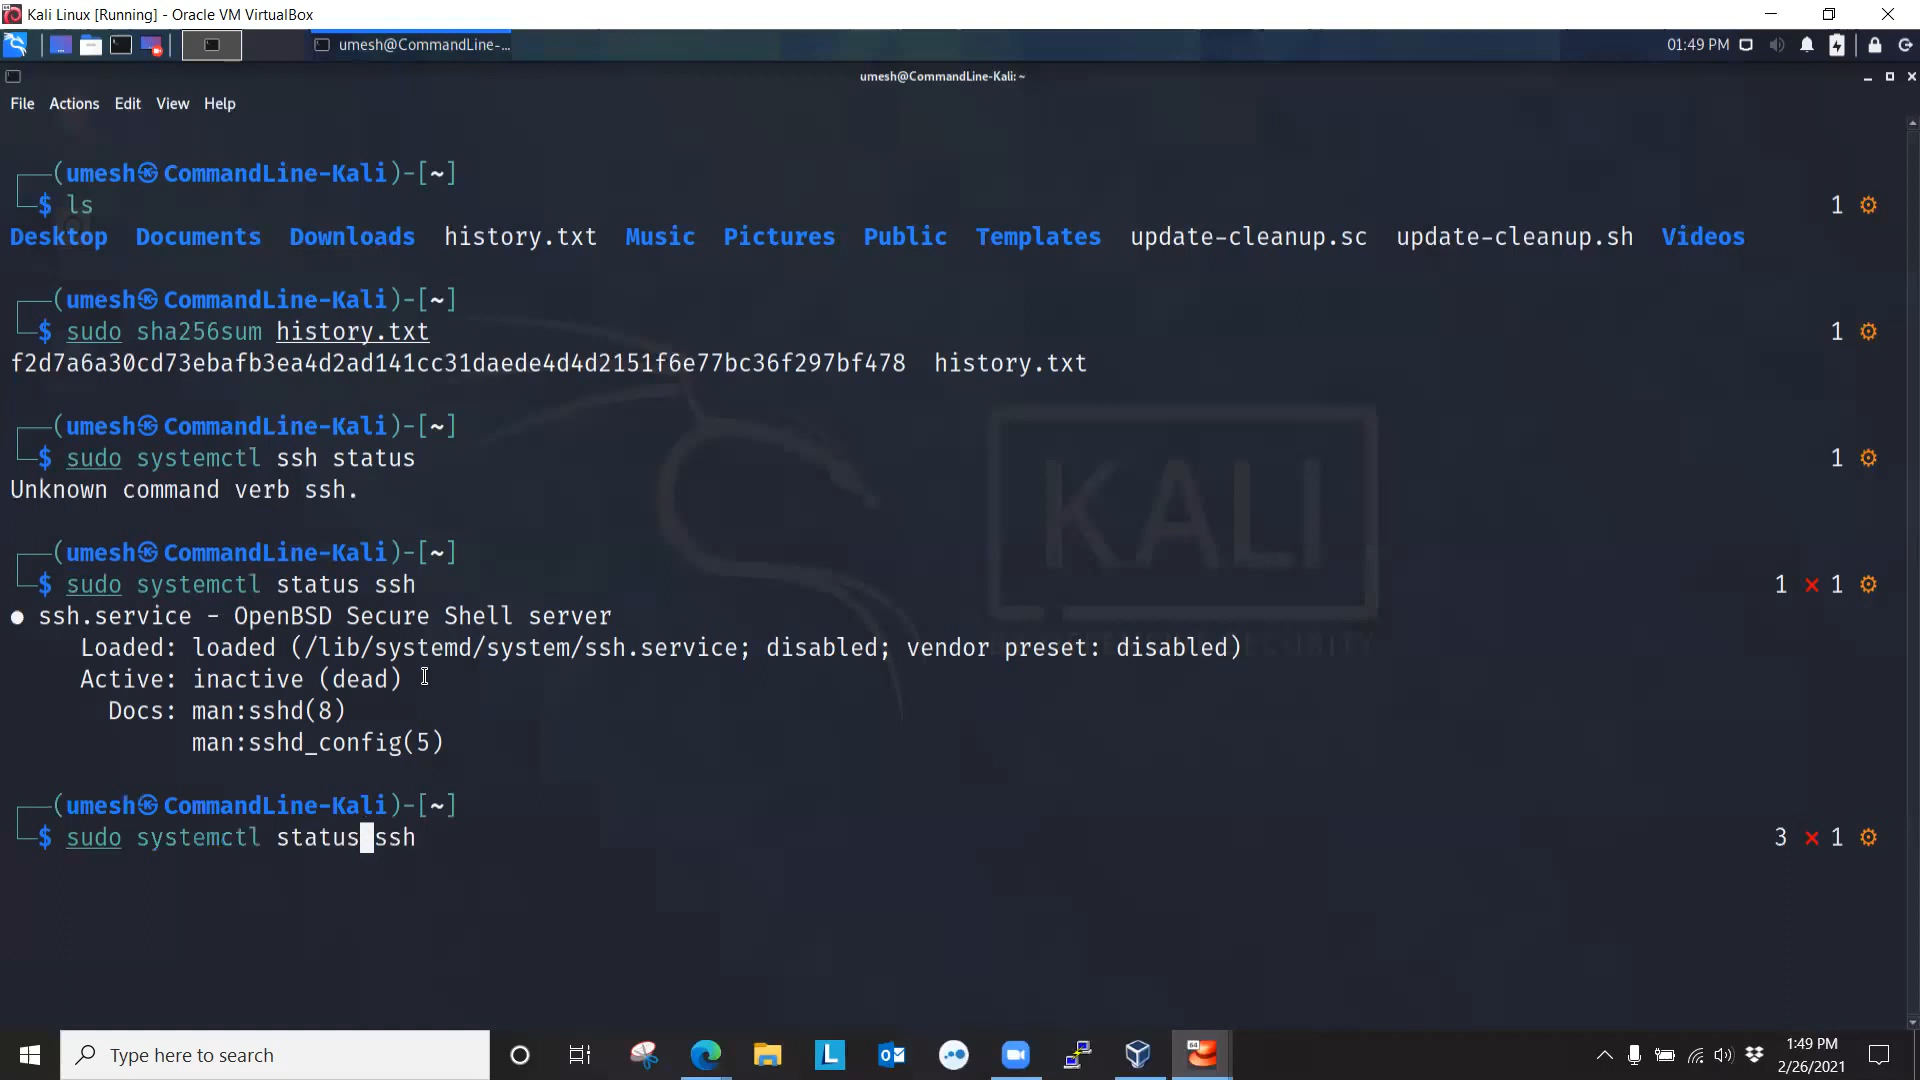 Kali Linux [Running] - Oracle VM VirtualBox
umesh@CommandLine-...
01:49 PM
umesh@CommandLine-Kali: ~
File Actions Edit View Help
(umesh㉿CommandLine-Kali)-[~]
$ ls
1
Desktop Documents Downloads history.txt Music Pictures Public Templates update-cleanup.sc update-cleanup.sh Videos
(umesh㉿CommandLine-Kali)-[~]
$ sudo sha256sum history.txt
1
f2d7a6a30cd73ebafb3ea4d2ad141cc31daede4d4d2151f6e77bc36f297bf478 history.txt
(umesh㉿CommandLine-Kali)-[~]
$ sudo systemctl ssh status
1
Unknown command verb ssh.
(umesh㉿CommandLine-Kali)-[~]
$ sudo systemctl status ssh
1 ⨯ 1
● ssh.service - OpenBSD Secure Shell server
Loaded: loaded (/lib/systemd/system/ssh.service; disabled; vendor preset: disabled)
Active: inactive (dead)
Docs: man:sshd(8)
man:sshd_config(5)
(umesh㉿CommandLine-Kali)-[~]
$ sudo systemctl status ssh
3 ⨯ 1
KALI
Type here to search
L
64
1:49 PM
2/26/2021